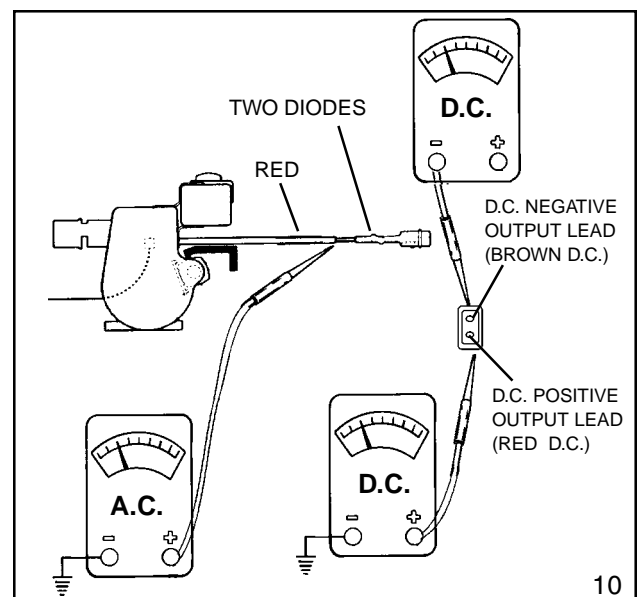 D.C.
- +
TWO DIODES
RED
D.C. NEGATIVE
OUTPUT LEAD
(BROWN D.C.)
D.C. POSITIVE
OUTPUT LEAD
(RED D.C.)
A.C.
- +
D.C.
- +
10